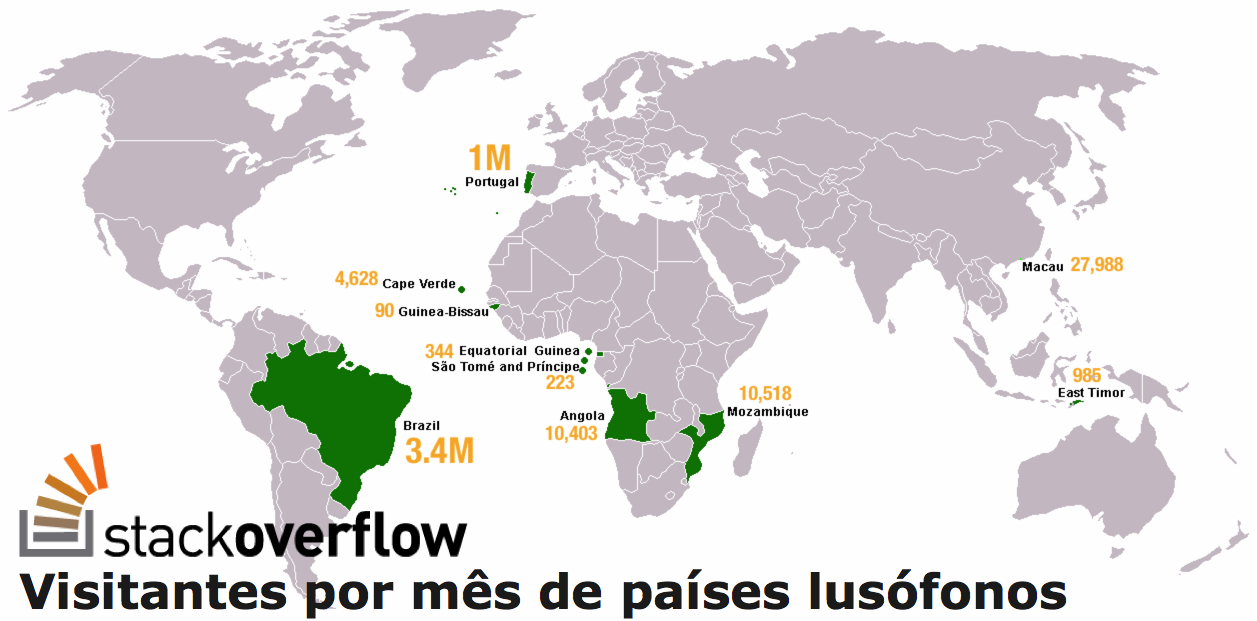 1M
Portugal
Macau 27,988
4,628 Cape Verde
90 Guinea-Bissau
344 Equatorial Guinea
São Tomé and Príncipe
223
985
East Timor
10,518
Mozambique
Angola
10,403
Brazil
3.4M
stackoverflow
Visitantes por mês de países lusófonos